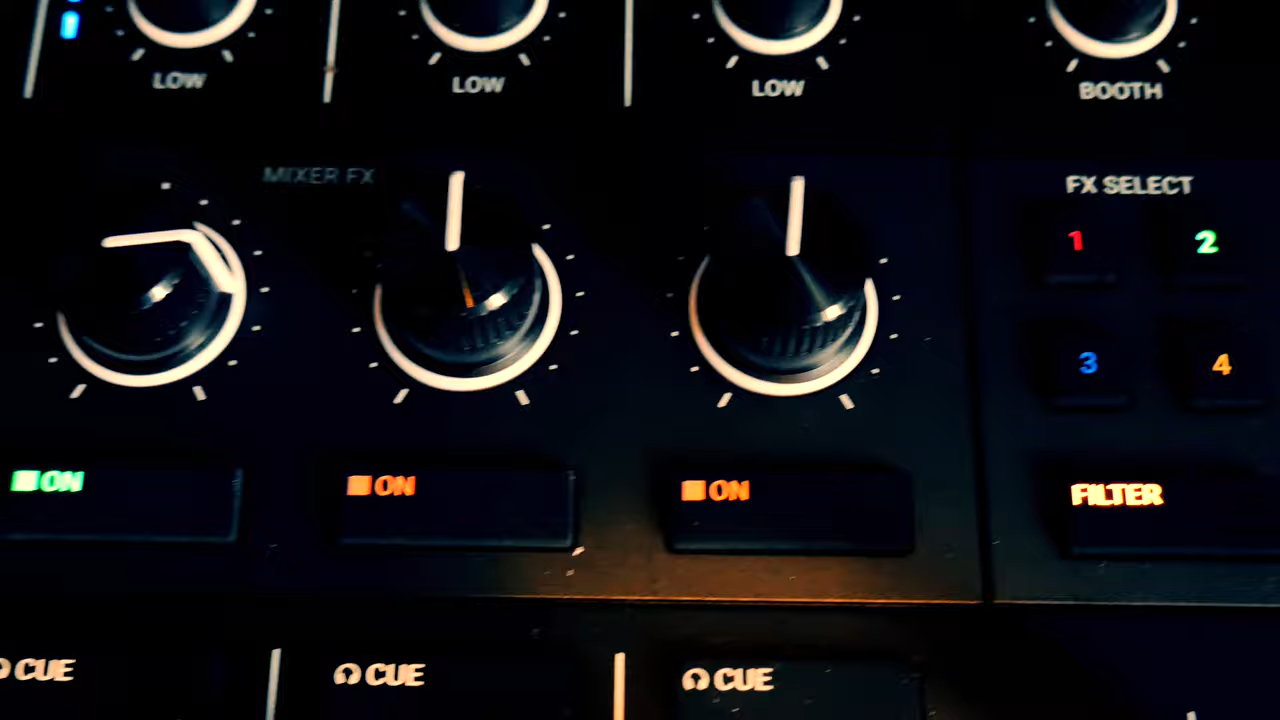 LOW
LOW
LOW
BOOTH
MIXER FX
FX SELECT
1
2
3
4
ON
ON
ON
FILTER
CUE
CUE
CUE